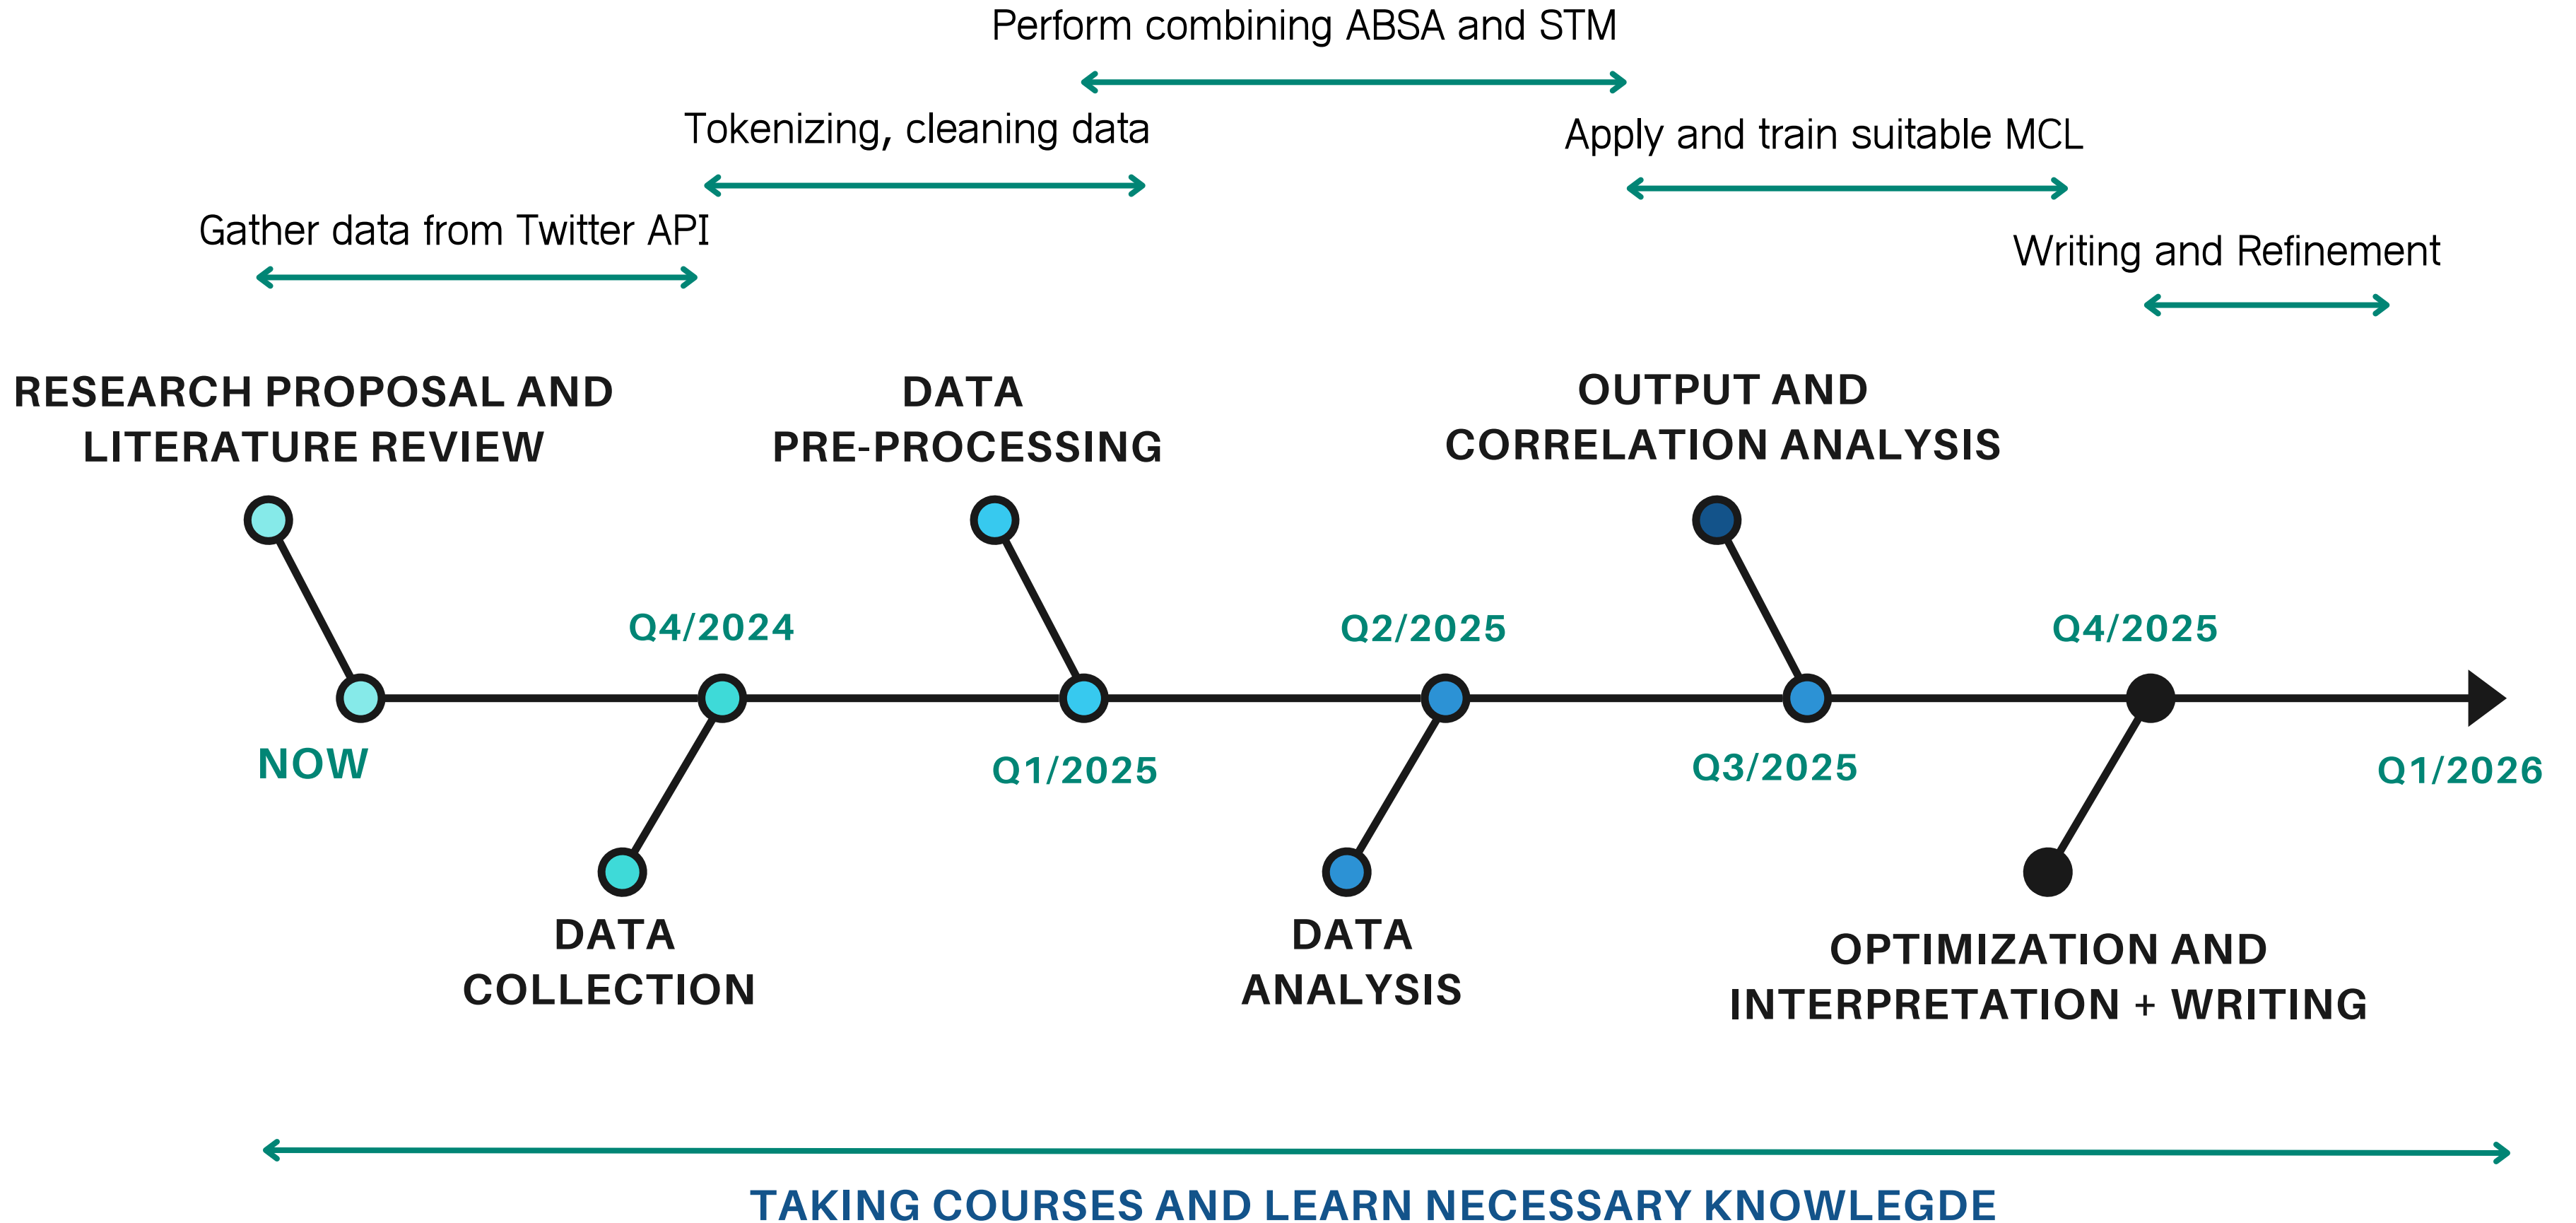 Perform combining ABSA and STM
Tokenizing, cleaning data
Apply and train suitable MCL
Gather data from Twitter API
Writing and Refinement
RESEARCH PROPOSAL AND
LITERATURE REVIEW
DATA
PRE-PROCESSING
OUTPUT AND
CORRELATION ANALYSIS
Q4/2024
Q2/2025
Q4/2025
NOW
Q1/2025
Q3/2025
Q1/2026
DATA
COLLECTION
DATA
ANALYSIS
OPTIMIZATION AND
INTERPRETATION + WRITING
TAKING COURSES AND LEARN NECESSARY KNOWLEGDE